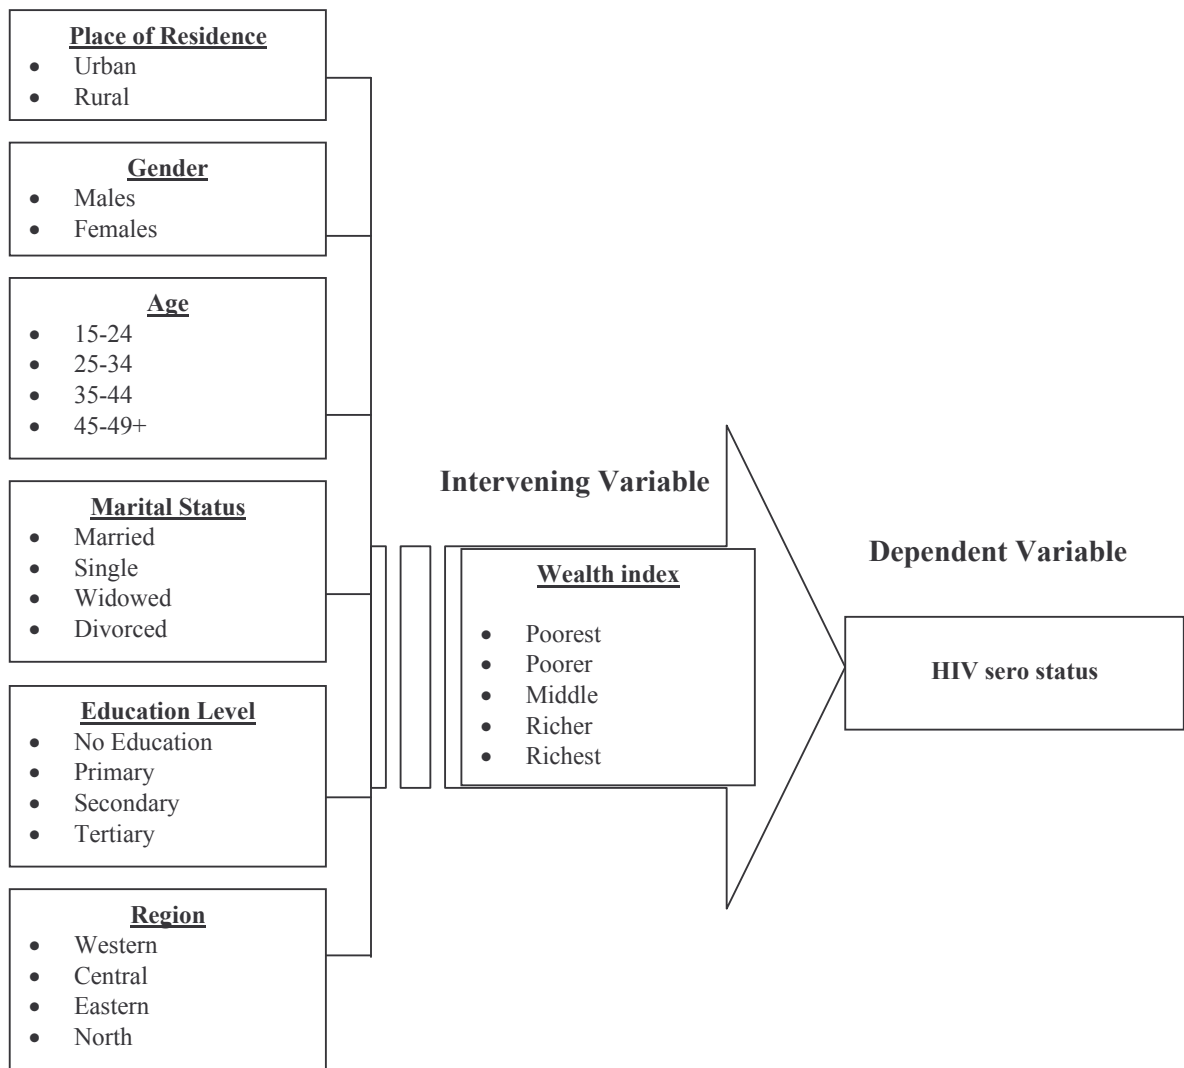 Place of Residence
• Urban
• Rural
Gender
• Males
• Females
Age
• 15-24
• 25-34
• 35-44
• 45-49+
Marital Status
• Married
• Single
• Widowed
• Divorced
Education Level
• No Education
• Primary
• Secondary
• Tertiary
Region
• Western
• Central
• Eastern
• North
Intervening Variable
Wealth index
• Poorest
• Poorer
• Middle
• Richer
• Richest
Dependent Variable
HIV sero status